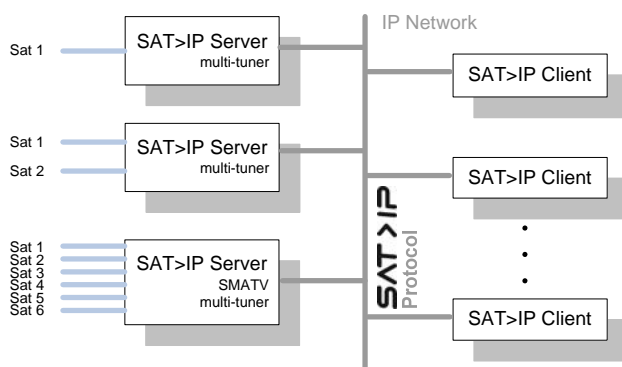 IP Network
Sat 1
SAT>IP Server
multi-tuner
SAT>IP Client
Sat 1
Sat 2
SAT>IP Server
multi-tuner
SAT>IP Client
SAT>IP
Protocol
Sat 1
Sat 2
Sat 3
Sat 4
Sat 5
Sat 6
SAT>IP Server
SMATV
multi-tuner
SAT>IP Client